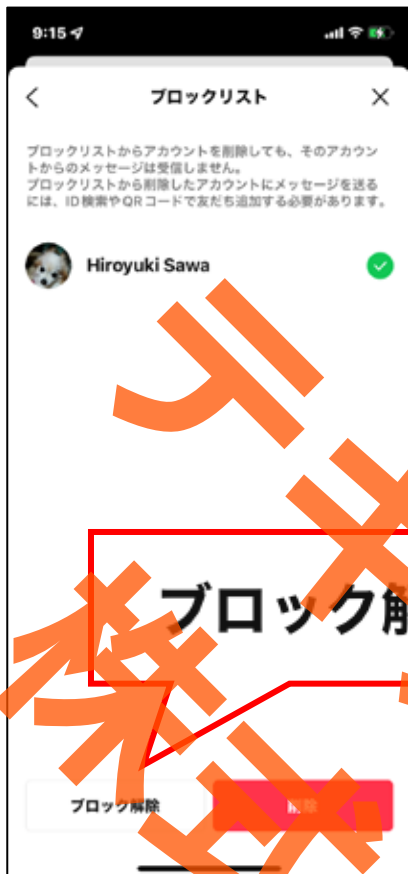 9:15
ブロックリスト
ブロックリストからアカウントを削除しても、そのアカウン
トからのメッセージは受信しません。
ブロックリストから削除したアカウントにメッセージを送る
には、ID検索やQRコードで友だち追加する必要があります。
Hiroyuki Sawa
テキ
ブロック解
株式
ブロック解除
削除